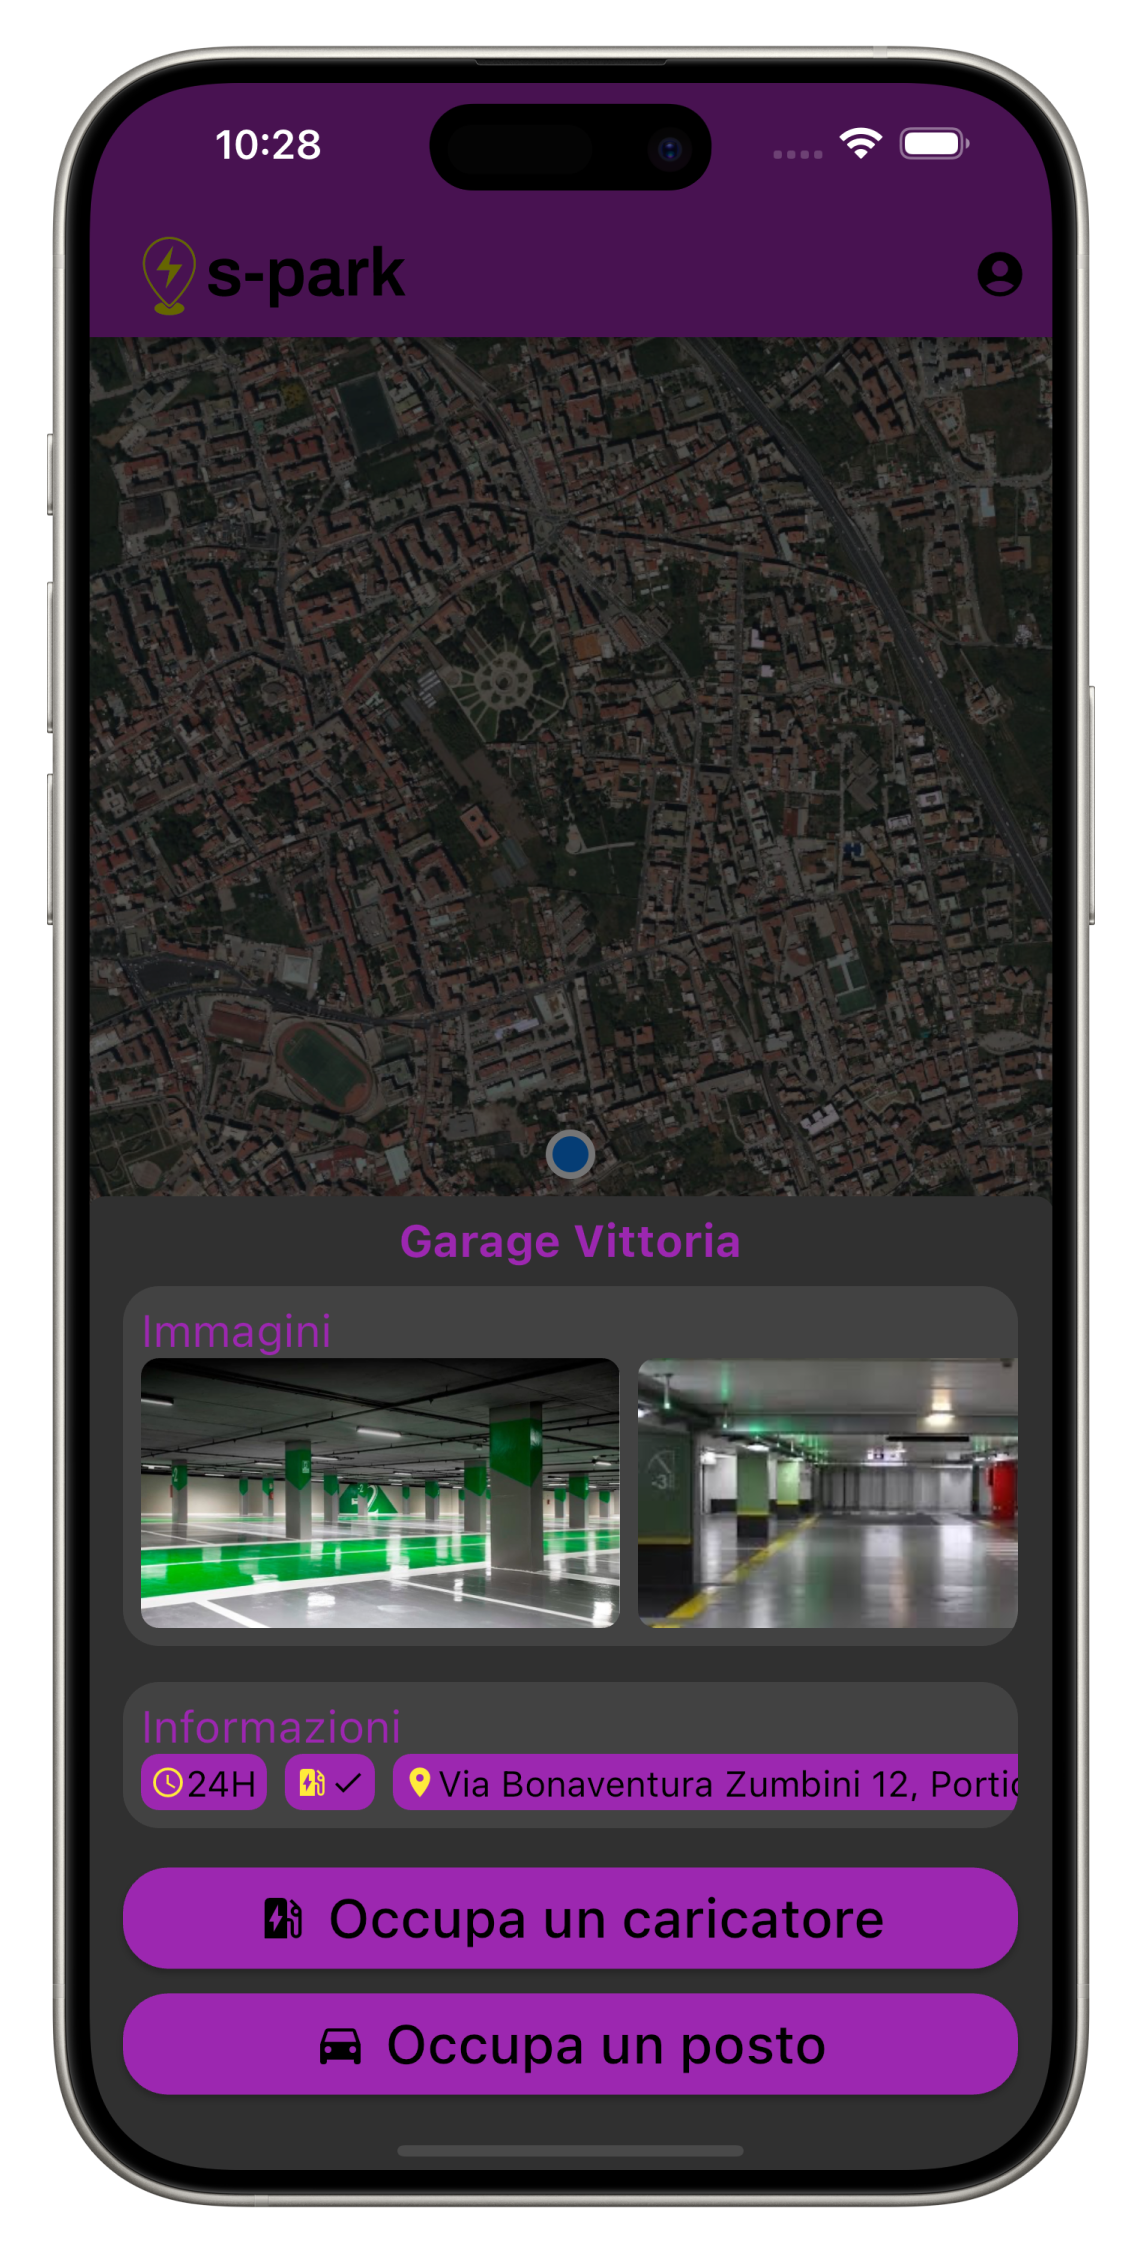 10:28
s-park
Garage Vittoria
Immagini
-3
Informazioni
24H
Via Bonaventura Zumbini 12, Portic
Occupa un caricatore
Occupa un posto